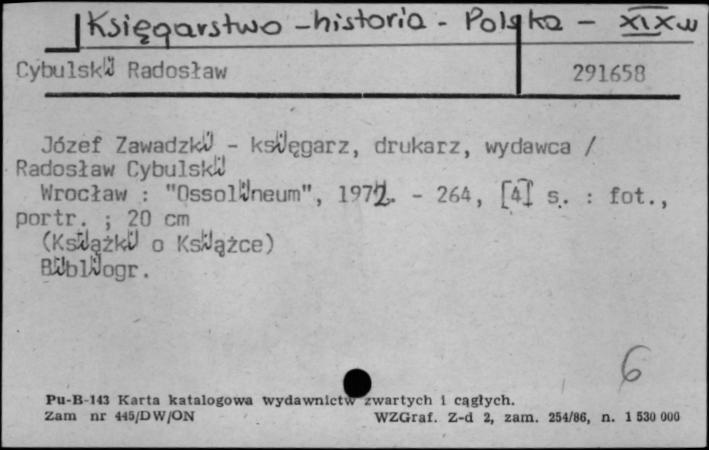 Księgarstwo - historia - Polska - XIX w
Cybulski Radosław 291658
Józef Zawadzki - księgarz, drukarz, wydawca /
Radosław Cybulski
Wrocław : "Ossolineum", 1972. - 264, [4] s. : fot.,
portr. ; 20 cm
(Książki o Książce)
Bibliogr.
6
Pu-B-143 Karta katalogowa wydawnictw zwartych i cągłych.
Zam nr 445/DW/ON WZGraf. Z-d 2, zam. 254/86, n. 1 530 000